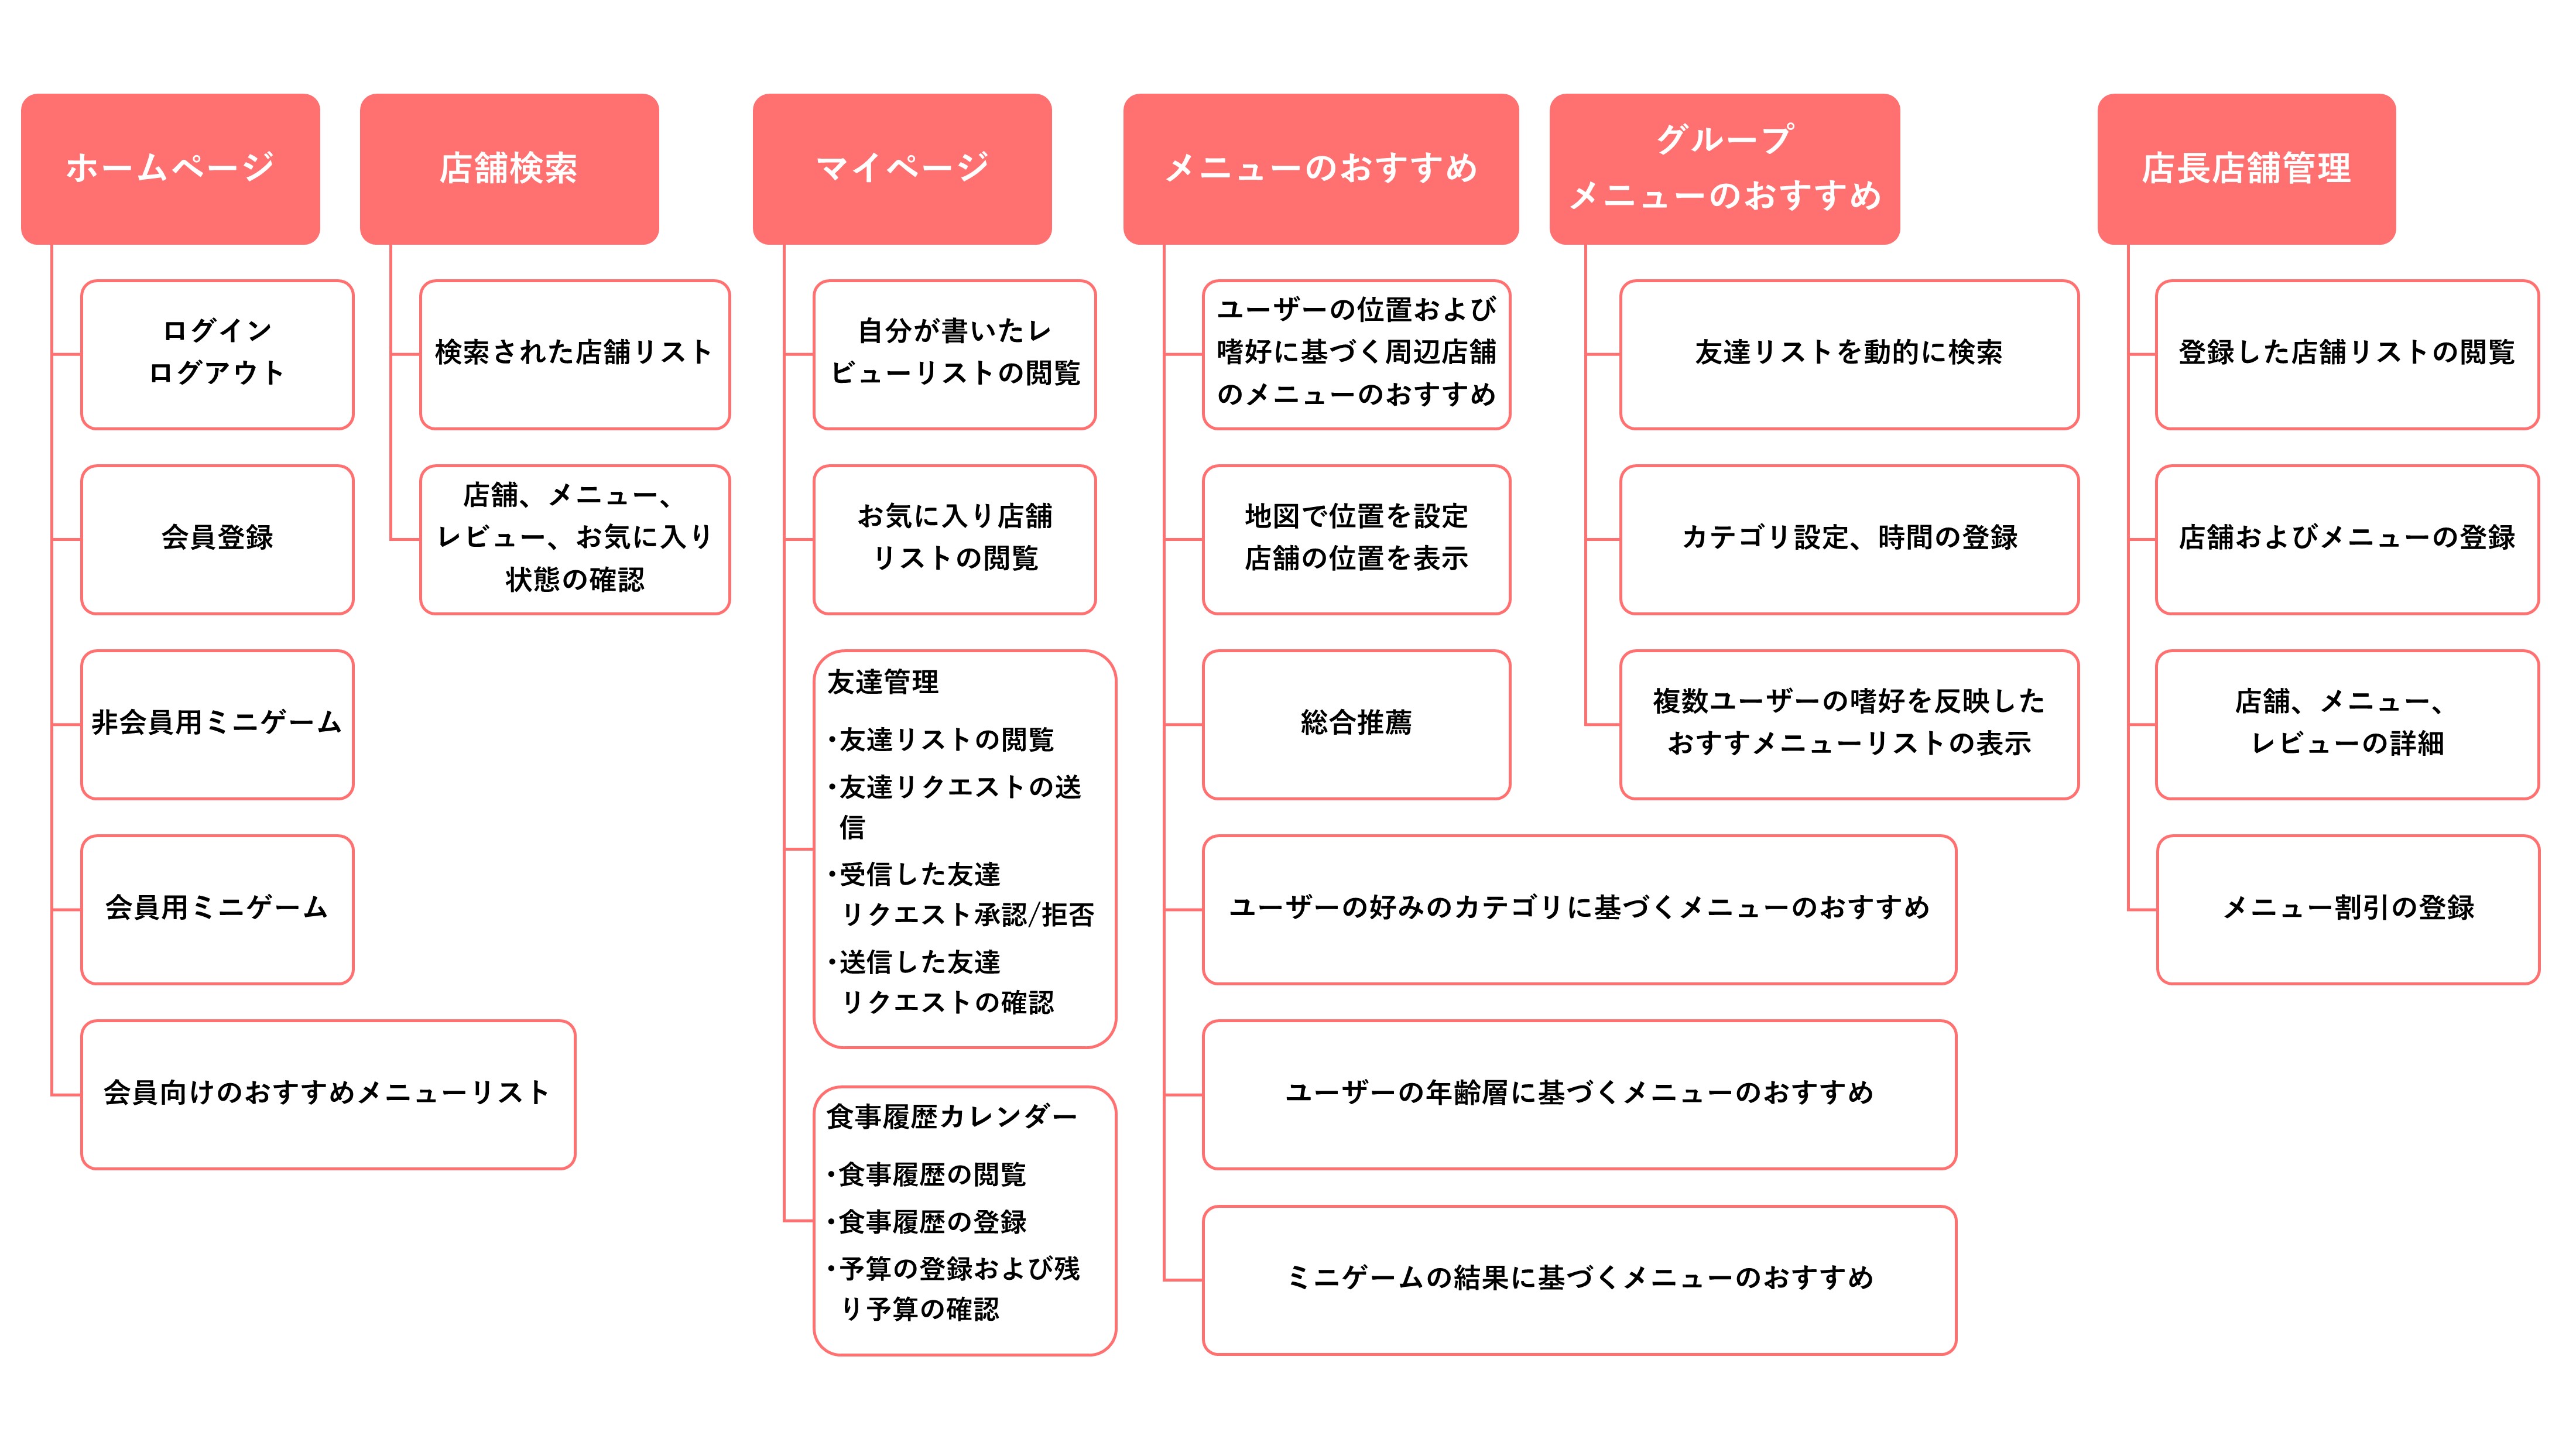 ホームページ
ログイン
ログアウト
会員登録
非会員用ミニゲーム
会員用ミニゲーム
会員向けのおすすめメニューリスト
店舗検索
検索された店舗リスト
店舗、メニュー、
レビュー、お気に入り
状態の確認
マイページ
自分が書いたレ
ビューリストの閲覧
お気に入り店舗
リストの閲覧
友達管理
・友達リストの閲覧
・友達リクエストの送
信
・受信した友達
リクエスト承認/拒否
・送信した友達
リクエストの確認
食事履歴カレンダー
・食事履歴の閲覧
・食事履歴の登録
・予算の登録および残
り予算の確認
メニューのおすすめ
ユーザーの位置および
嗜好に基づく周辺店舗
のメニューのおすすめ
地図で位置を設定
店舗の位置を表示
総合推薦
ユーザーの好みのカテゴリに基づくメニューのおすすめ
ユーザーの年齢層に基づくメニューのおすすめ
ミニゲームの結果に基づくメニューのおすすめ
グループ
メニューのおすすめ
友達リストを動的に検索
カテゴリ設定、時間の登録
複数ユーザーの嗜好を反映した
おすすメニューリストの表示
店長店舗管理
登録した店舗リストの閲覧
店舗およびメニューの登録
店舗、メニュー、
レビューの詳細
メニュー割引の登録